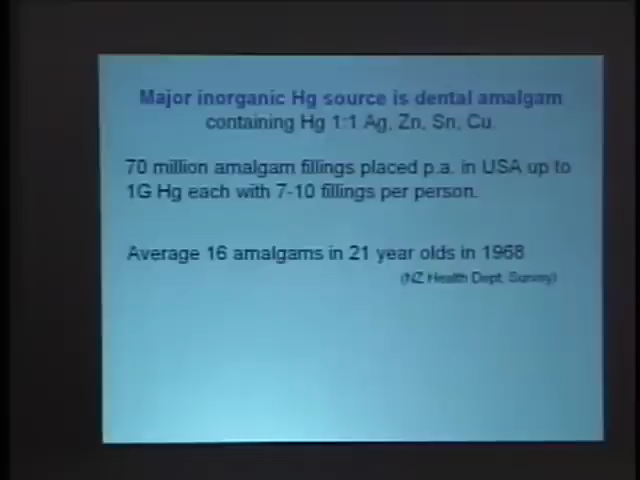 Major inorganic Hg source is dental amalgam
containing Hg 1:1 Ag, Zn, Sn, Cu.
70 million amalgam fillings placed p.a. in USA up to
1G Hg each with 7-10 fillings per person.
Average 16 amalgams in 21 year olds in 1968
(NZ Health Dept, Survey)